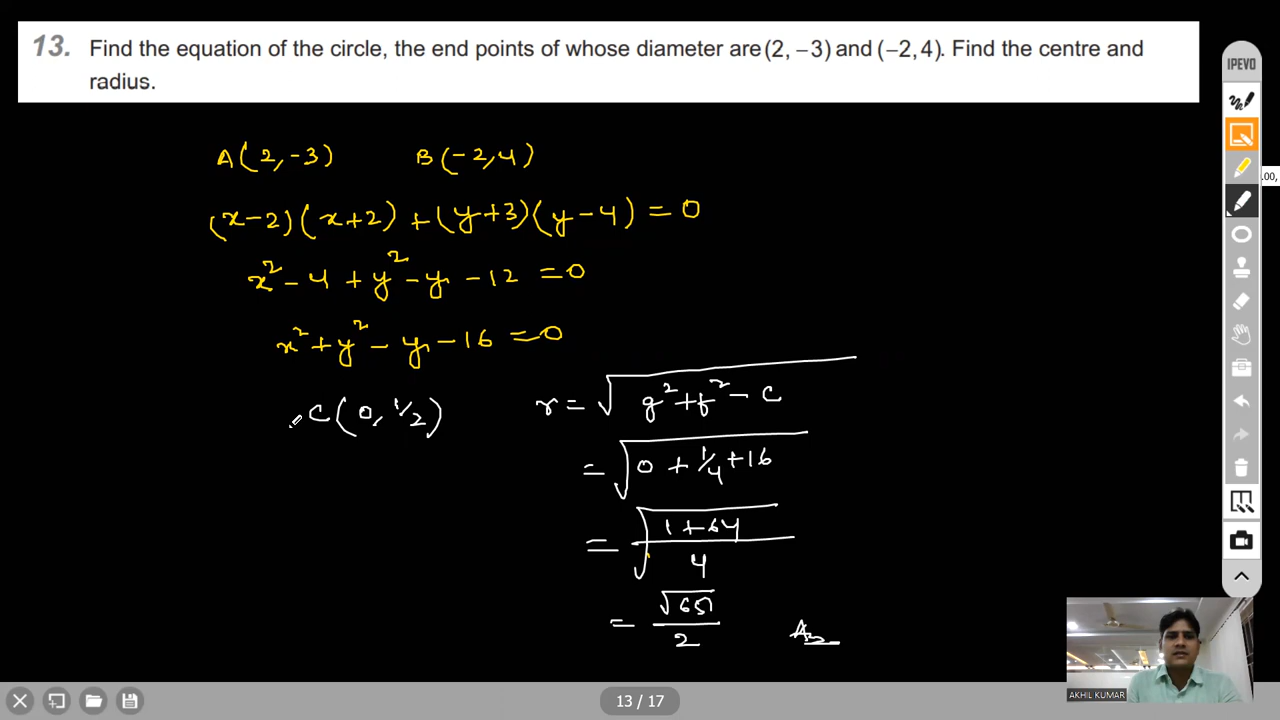 13. Find the equation of the circle, the end points of whose diameter are (2, −3) and (−2, 4). Find the centre and
radius.
IPEVO
.00,
A(2, -3) B(-2, 4)
(x-2)(x+2) + (y+3)(y-4) = 0
x² - 4 + y² - y - 12 = 0
x² + y² - y - 16 = 0
C(0, 1/2)
r = √(g² + f² - c)
= √(0 + 1/4 + 16)
= √((1+64)/4)
= √65/2 Ans
AKHIL KUMAR
13 / 17